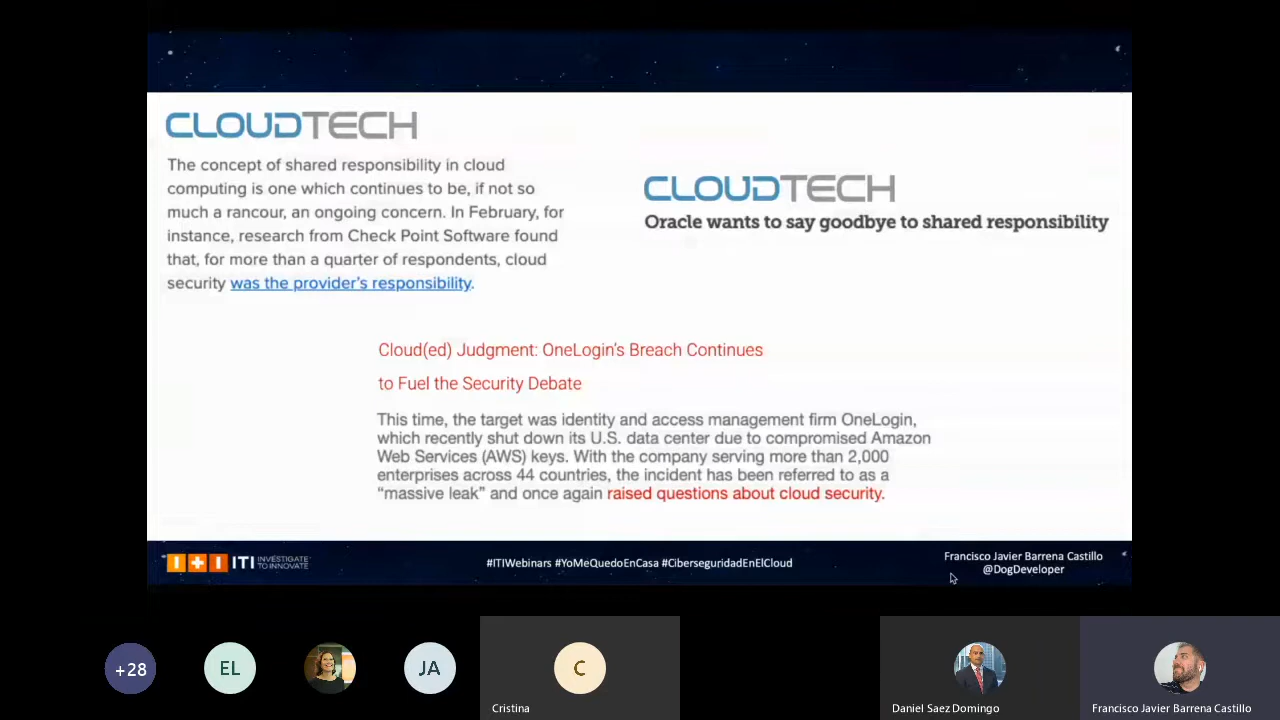 CLOUDTECH
The concept of shared responsibility in cloud
computing is one which continues to be, if not so
much a rancour, an ongoing concern. In February, for
instance, research from Check Point Software found
that, for more than a quarter of respondents, cloud
security was the provider's responsibility.
CLOUDTECH
Oracle wants to say goodbye to shared responsibility
Cloud(ed) Judgment: OneLogin's Breach Continues
to Fuel the Security Debate
This time, the target was identity and access management firm OneLogin,
which recently shut down its U.S. data center due to compromised Amazon
Web Services (AWS) keys. With the company serving more than 2,000
enterprises across 44 countries, the incident has been referred to as a
“massive leak” and once again raised questions about cloud security.
I+I ITI INVESTIGATE
TO INNOVATE
#ITIWebinars #YoMeQuedoEnCasa #CiberseguridadEnElCloud
Francisco Javier Barrena Castillo
@DogDeveloper
+28
EL
JA
C
Cristina
Daniel Saez Domingo
Francisco Javier Barrena Castillo